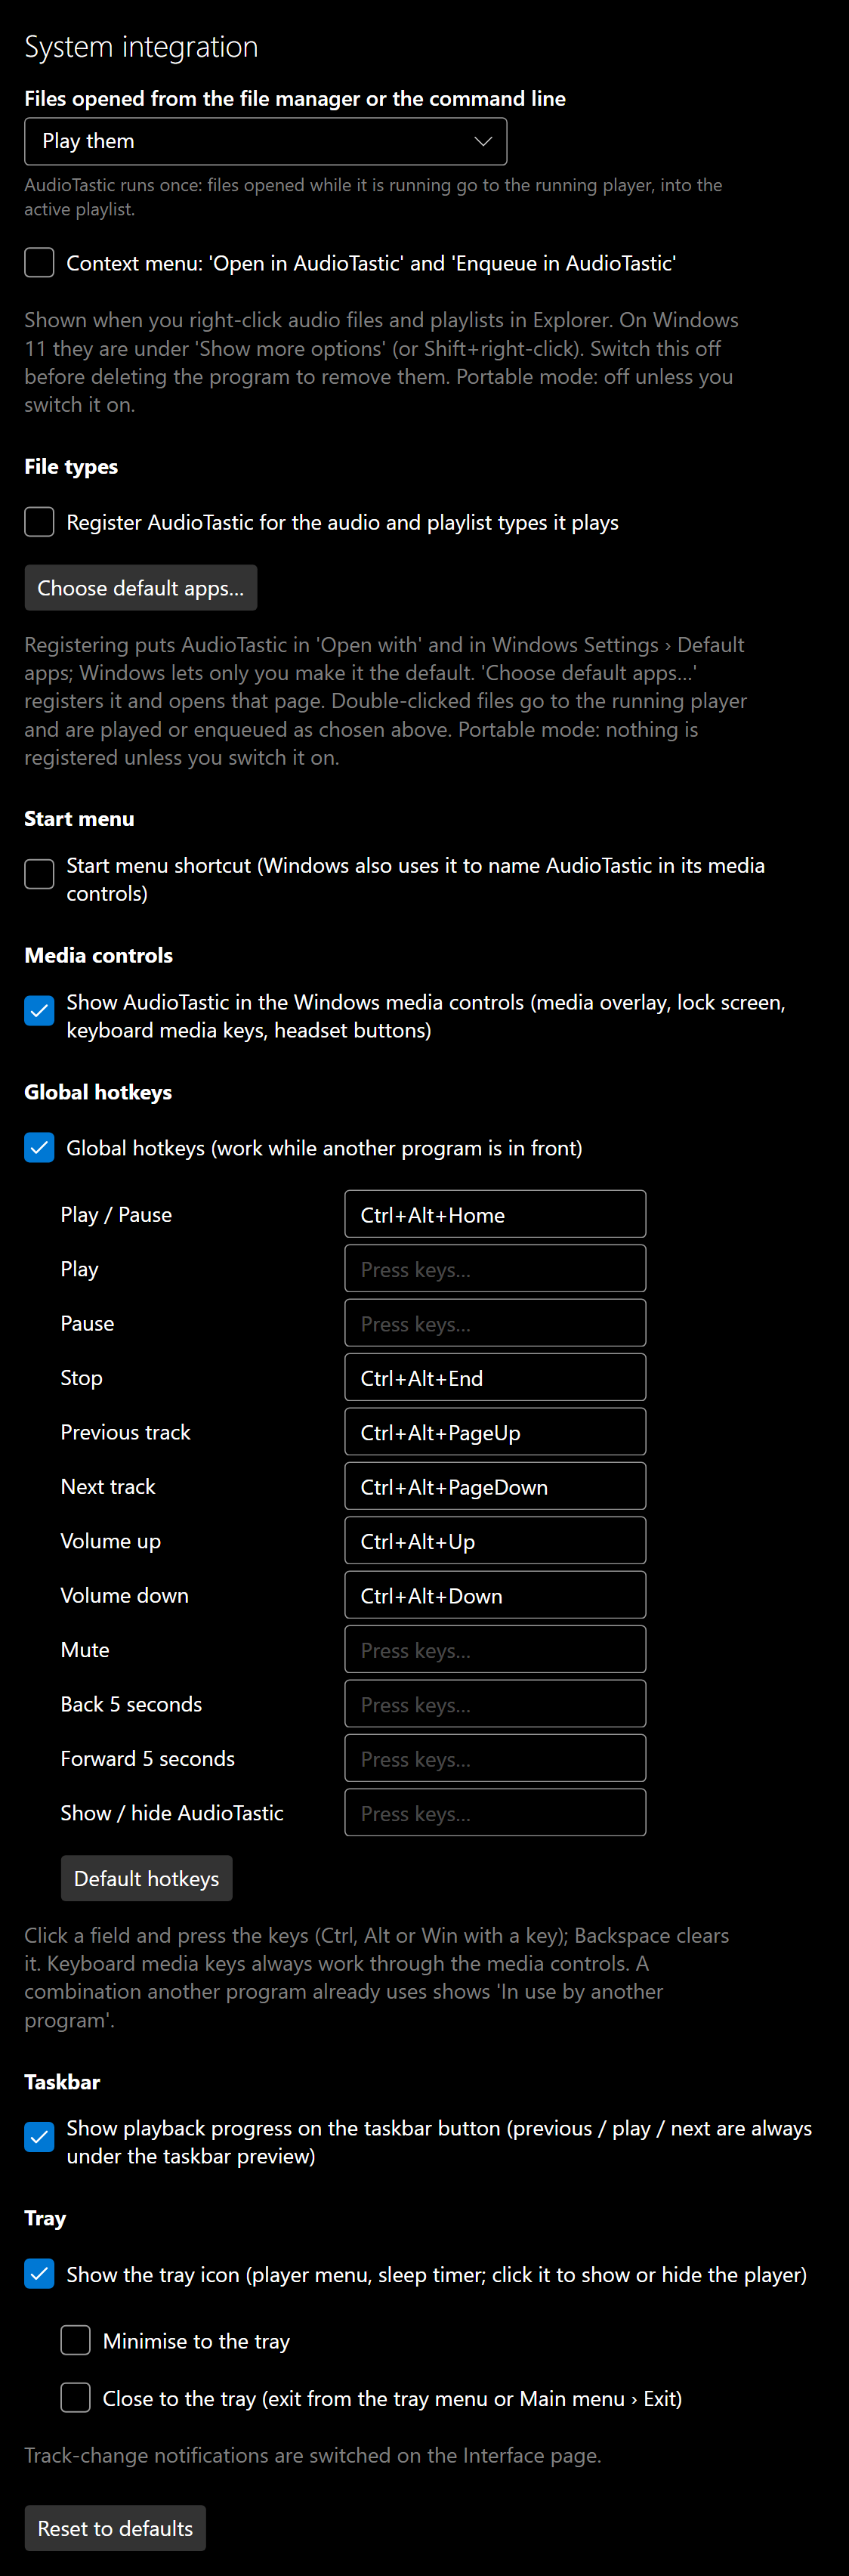 System integration
Files opened from the file manager or the command line
Play them
AudioTastic runs once: files opened while it is running go to the running player, into the
active playlist.
Context menu: 'Open in AudioTastic' and 'Enqueue in AudioTastic'
Shown when you right-click audio files and playlists in Explorer. On Windows
11 they are under 'Show more options' (or Shift+right-click). Switch this off
before deleting the program to remove them. Portable mode: off unless you
switch it on.
File types
Register AudioTastic for the audio and playlist types it plays
Choose default apps...
Registering puts AudioTastic in 'Open with' and in Windows Settings › Default
apps; Windows lets only you make it the default. 'Choose default apps...'
registers it and opens that page. Double-clicked files go to the running player
and are played or enqueued as chosen above. Portable mode: nothing is
registered unless you switch it on.
Start menu
Start menu shortcut (Windows also uses it to name AudioTastic in its media
controls)
Media controls
Show AudioTastic in the Windows media controls (media overlay, lock screen,
keyboard media keys, headset buttons)
Global hotkeys
Global hotkeys (work while another program is in front)
Play / Pause Ctrl+Alt+Home
Play Press keys...
Pause Press keys...
Stop Ctrl+Alt+End
Previous track Ctrl+Alt+PageUp
Next track Ctrl+Alt+PageDown
Volume up Ctrl+Alt+Up
Volume down Ctrl+Alt+Down
Mute Press keys...
Back 5 seconds Press keys...
Forward 5 seconds Press keys...
Show / hide AudioTastic Press keys...
Default hotkeys
Click a field and press the keys (Ctrl, Alt or Win with a key); Backspace clears
it. Keyboard media keys always work through the media controls. A
combination another program already uses shows 'In use by another
program'.
Taskbar
Show playback progress on the taskbar button (previous / play / next are always
under the taskbar preview)
Tray
Show the tray icon (player menu, sleep timer; click it to show or hide the player)
Minimise to the tray
Close to the tray (exit from the tray menu or Main menu › Exit)
Track-change notifications are switched on the Interface page.
Reset to defaults